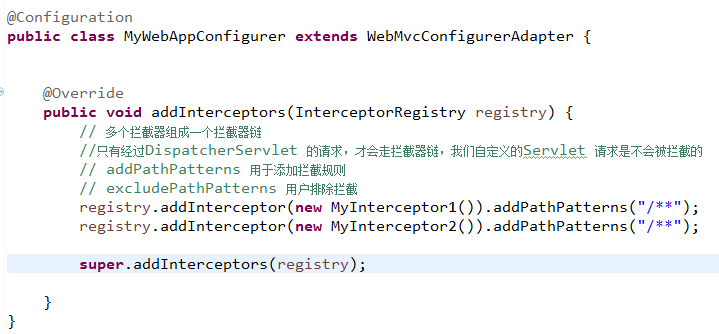 @Configuration
public class MyWebAppConfigurer extends WebMvcConfigurerAdapter {
@Override
public void addInterceptors(InterceptorRegistry registry) {
// 多个拦截器组成一个拦截器链
//只有经过DispatcherServlet 的请求，才会走拦截器链，我们自定义的Servlet 请求是不会被拦截的
// addPathPatterns 用于添加拦截规则
// excludePathPatterns 用户排除拦截
registry.addInterceptor(new MyInterceptor1()).addPathPatterns("/**");
registry.addInterceptor(new MyInterceptor2()).addPathPatterns("/**");
super.addInterceptors(registry);
}
}